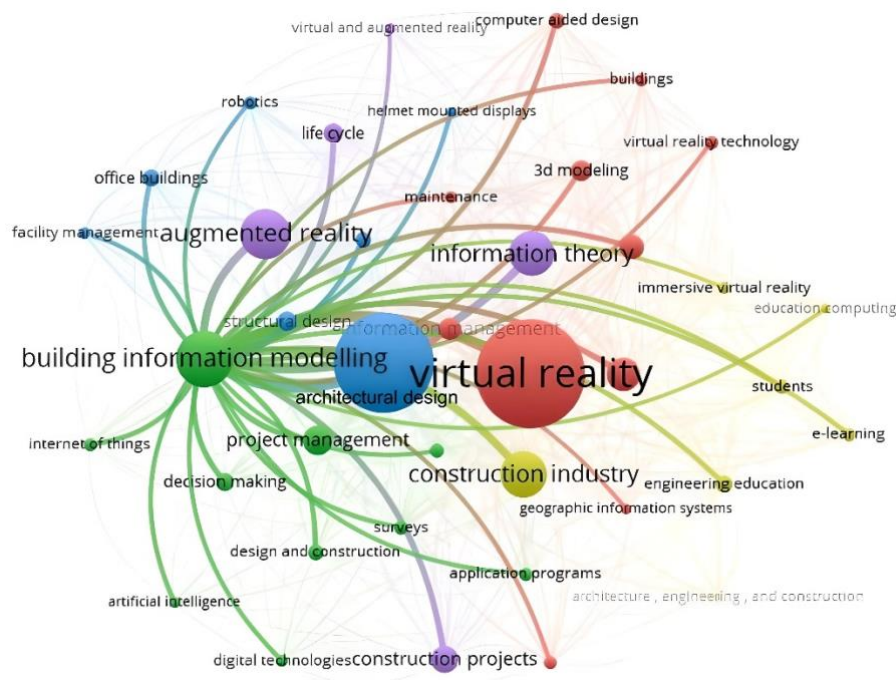 computer aided design
virtual and augmented reality
buildings
robotics
helmet mounted displays
life cycle
virtual reality technology
3d modeling
office buildings
maintenance
facility management
augmented reality
information theory
immersive virtual reality
education computing
structural design
information management
building information modelling
virtual reality
architectural design
students
internet of things
project management
e-learning
construction industry
decision making
engineering education
geographic information systems
surveys
design and construction
application programs
artificial intelligence
architecture , engineering , and construction
digital technologies
construction projects